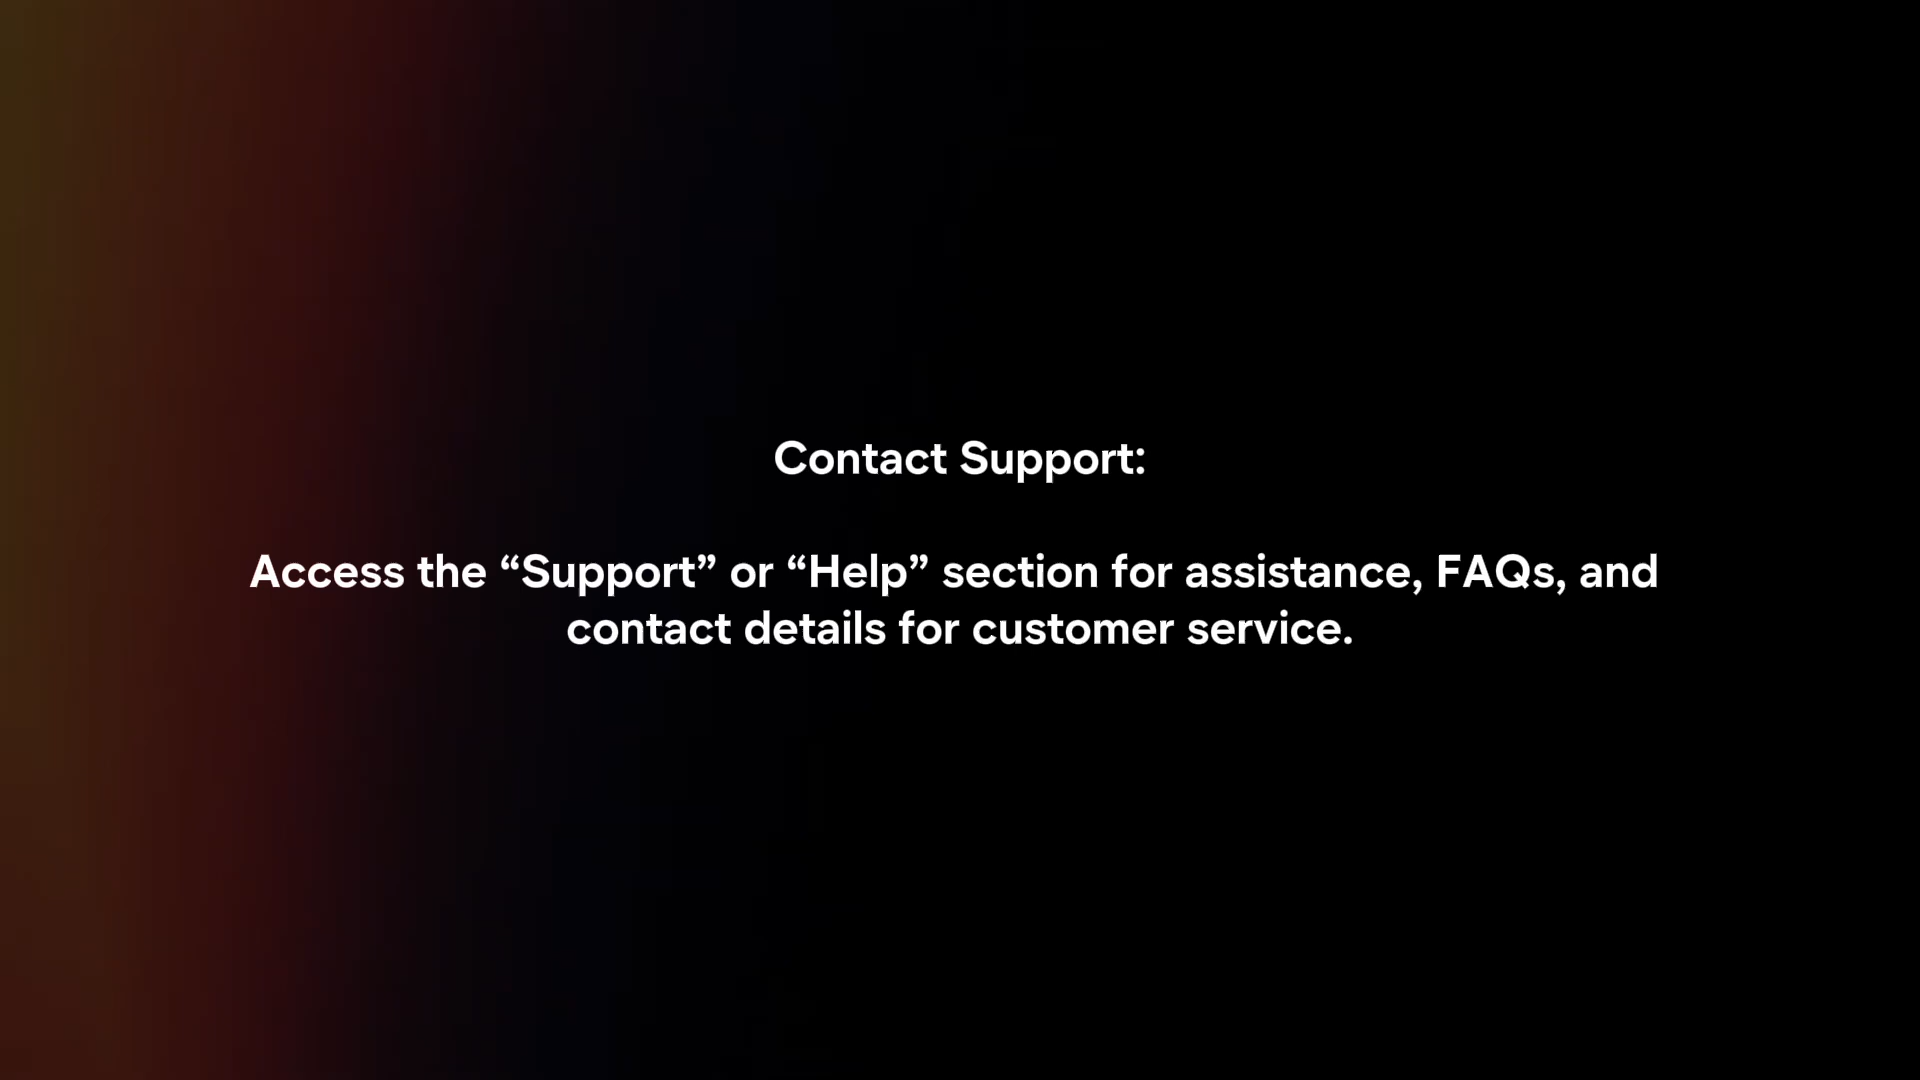 Contact Support:
Access the “Support” or “Help” section for assistance, FAQs, and
contact details for customer service.